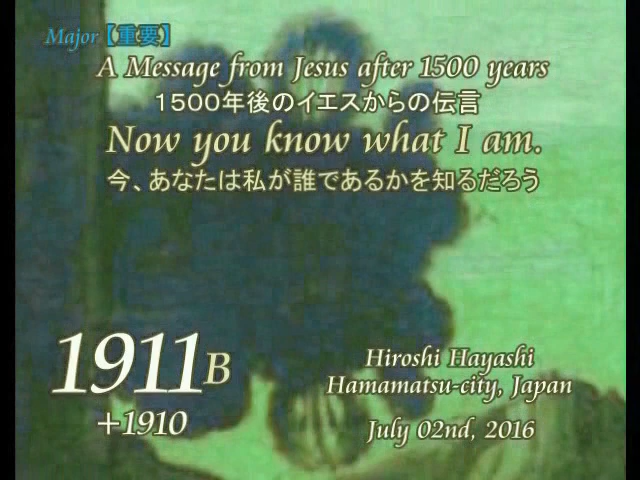 Major【重要】
A Message from Jesus after 1500 years
１５００年後のイエスからの伝言
Now you know what I am.
今、あなたは私が誰であるかを知るだろう
1911B
+1910
Hiroshi Hayashi
Hamamatsu-city, Japan
July 02nd, 2016